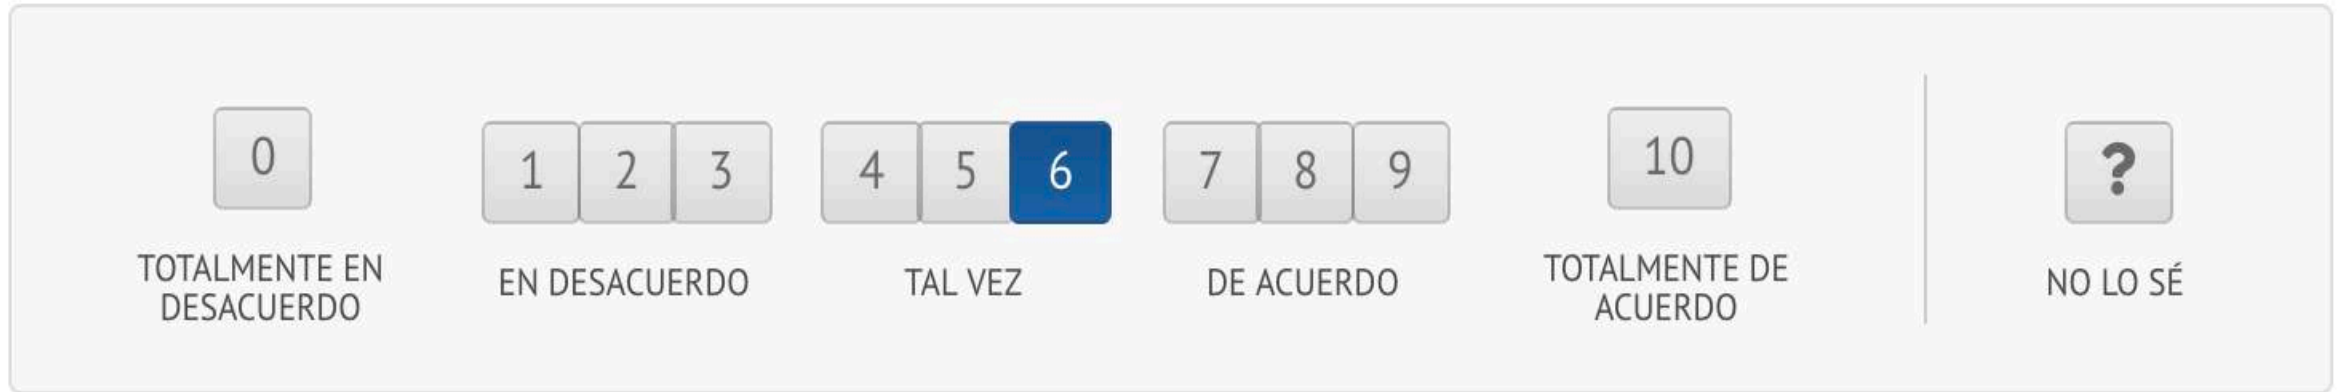 0 1 2 3 4 5 6 7 8 9 10 ?
TOTALMENTE EN
DESACUERDO
EN DESACUERDO
TAL VEZ
DE ACUERDO
TOTALMENTE DE
ACUERDO
NO LO SÉ